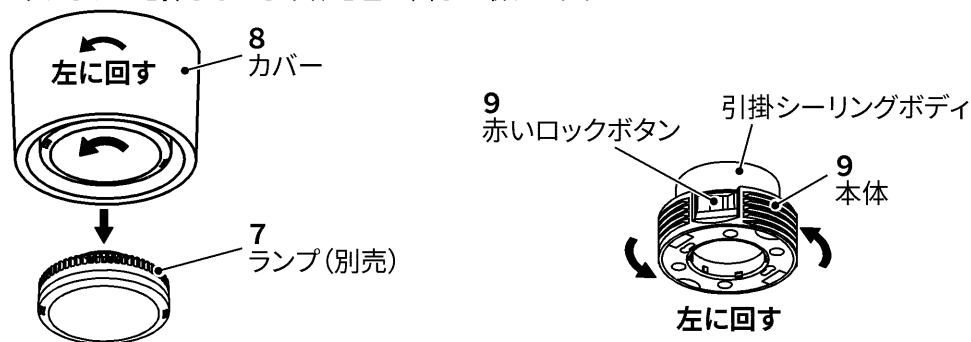 8
カバー
左に回す
7
ランプ（別売）
9
赤いロックボタン
引掛シーリングボディ
9
本体
左に回す